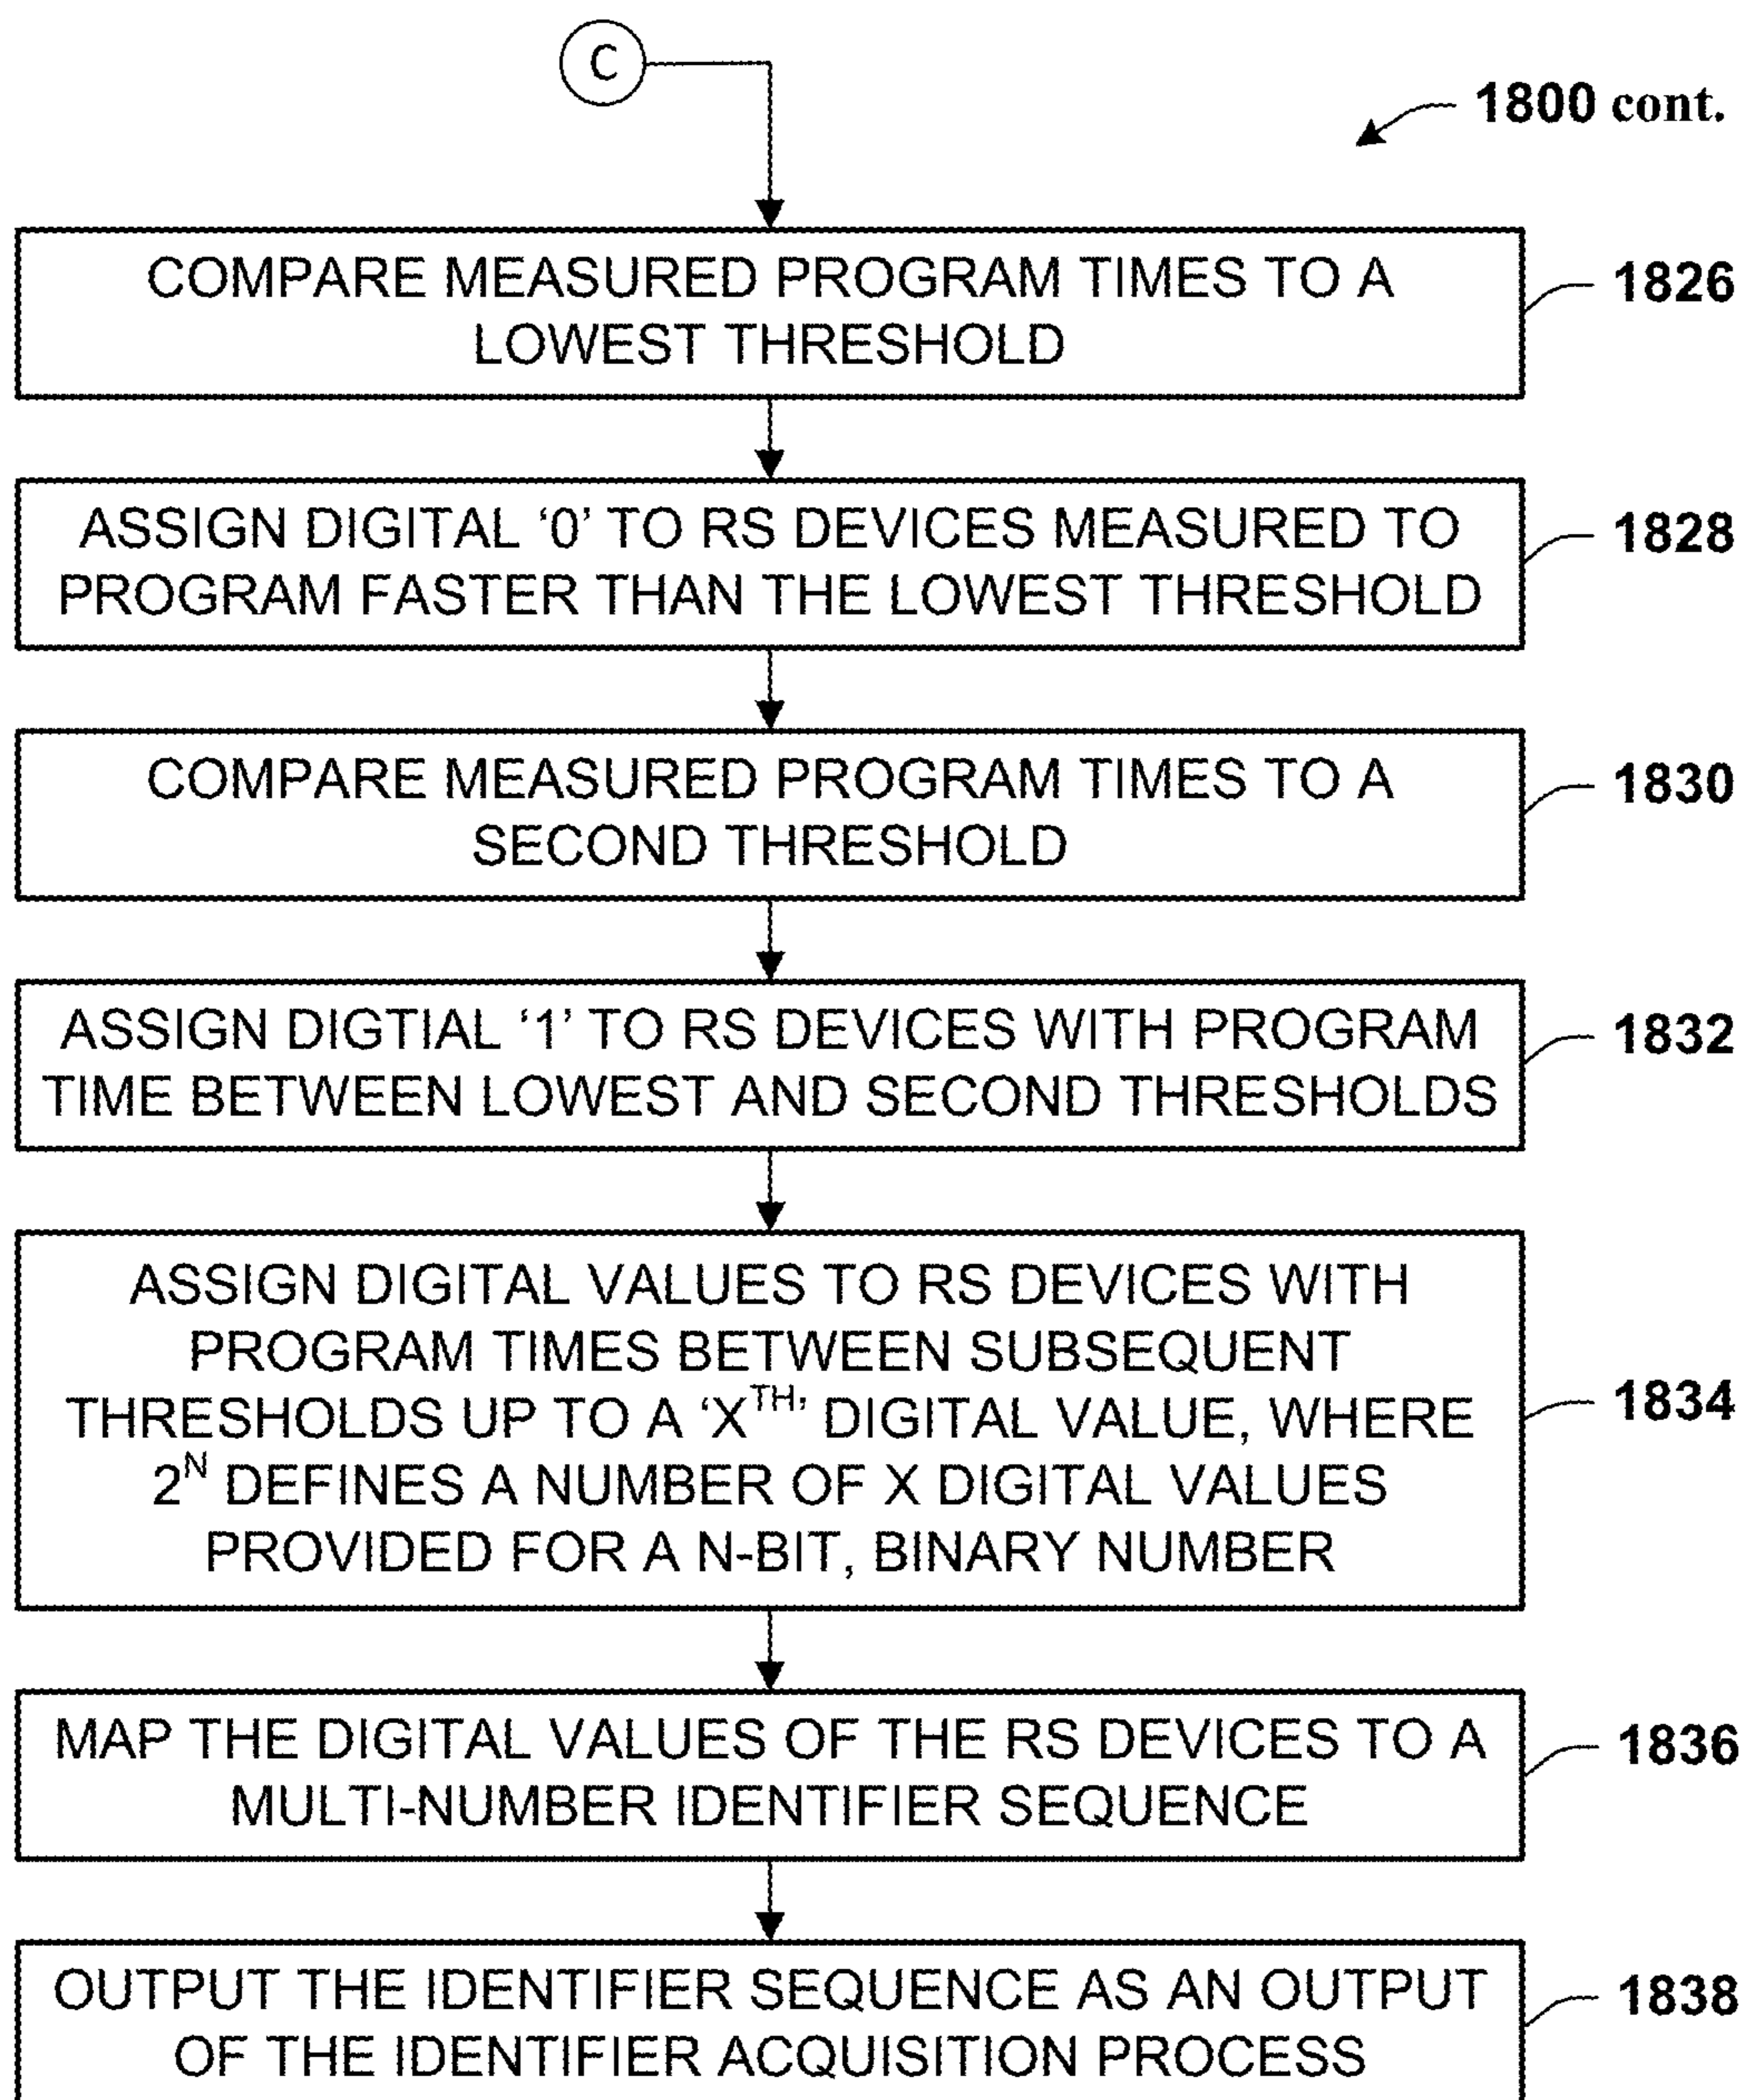 C
1800 cont.
COMPARE MEASURED PROGRAM TIMES TO A
LOWEST THRESHOLD
1826
ASSIGN DIGITAL ‘0’ TO RS DEVICES MEASURED TO
PROGRAM FASTER THAN THE LOWEST THRESHOLD
1828
COMPARE MEASURED PROGRAM TIMES TO A
SECOND THRESHOLD
1830
ASSIGN DIGTIAL ‘1’ TO RS DEVICES WITH PROGRAM
TIME BETWEEN LOWEST AND SECOND THRESHOLDS
1832
ASSIGN DIGITAL VALUES TO RS DEVICES WITH
PROGRAM TIMES BETWEEN SUBSEQUENT
THRESHOLDS UP TO A ‘X^TH’ DIGITAL VALUE, WHERE
2^N DEFINES A NUMBER OF X DIGITAL VALUES
PROVIDED FOR A N-BIT, BINARY NUMBER
1834
MAP THE DIGITAL VALUES OF THE RS DEVICES TO A
MULTI-NUMBER IDENTIFIER SEQUENCE
1836
OUTPUT THE IDENTIFIER SEQUENCE AS AN OUTPUT
OF THE IDENTIFIER ACQUISITION PROCESS
1838